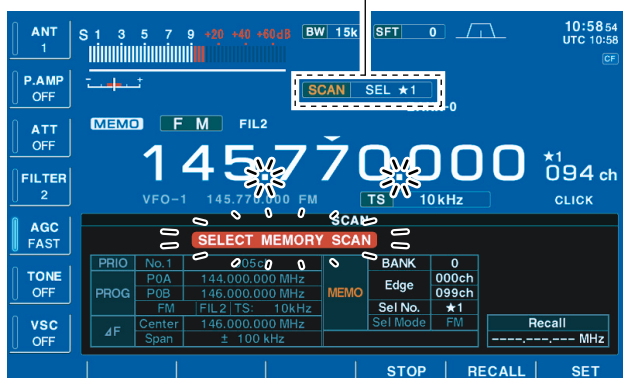 ANT 1
S 1 3 5 7 9 +20 +40 +60dB
BW 15k SFT 0
10:58 54
UTC 10:58
CF
P.AMP OFF
SCAN SEL ★1
MEMO FM FIL2
ATT OFF
145.770.000
★1 094 ch
FILTER 2
VFO-1 145.770.000 FM
TS 10kHz
CLICK
AGC FAST
SCAN
SELECT MEMORY SCAN
PRIO No.1
BANK 0
TONE OFF
PROG P0A 144.000.000 MHz
P0B 146.000.000 MHz
FM FIL2 TS: 10kHz
MEMO Edge 000ch
099ch
Sel No. ★1
Sel Mode FM
VSC OFF
⊿F Center 146.000.000 MHz
Span ± 100 kHz
Recall
----.---.--- MHz
STOP RECALL SET